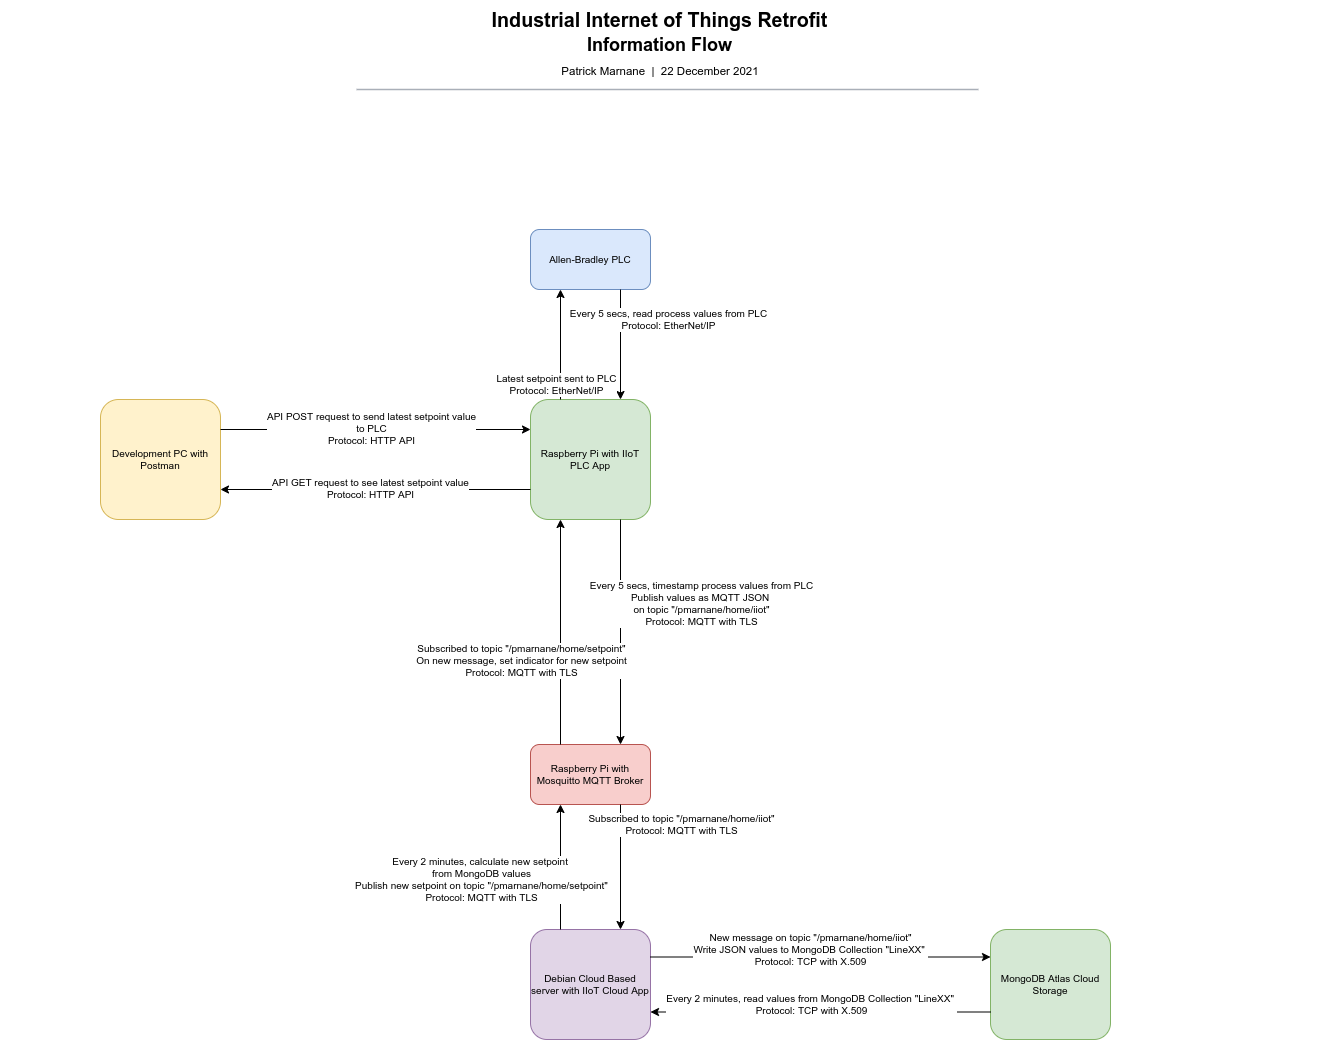 Industrial Internet of Things Retrofit
Information Flow
Patrick Marnane | 22 December 2021
Allen-Bradley PLC
Every 5 secs, read process values from PLC
Protocol: EtherNet/IP
Latest setpoint sent to PLC
Protocol: EtherNet/IP
API POST request to send latest setpoint value
to PLC
Protocol: HTTP API
Development PC with
Postman
Raspberry Pi with IIoT
PLC App
API GET request to see latest setpoint value
Protocol: HTTP API
Every 5 secs, timestamp process values from PLC
Publish values as MQTT JSON
on topic "/pmarnane/home/iiot"
Protocol: MQTT with TLS
Subscribed to topic "/pmarnane/home/setpoint"
On new message, set indicator for new setpoint
Protocol: MQTT with TLS
Raspberry Pi with
Mosquitto MQTT Broker
Subscribed to topic "/pmarnane/home/iiot"
Protocol: MQTT with TLS
Every 2 minutes, calculate new setpoint
from MongoDB values
Publish new setpoint on topic "/pmarnane/home/setpoint"
Protocol: MQTT with TLS
New message on topic "/pmarnane/home/iiot"
Write JSON values to MongoDB Collection "LineXX"
Protocol: TCP with X.509
Debian Cloud Based
server with IIoT Cloud App
MongoDB Atlas Cloud
Storage
Every 2 minutes, read values from MongoDB Collection "LineXX"
Protocol: TCP with X.509